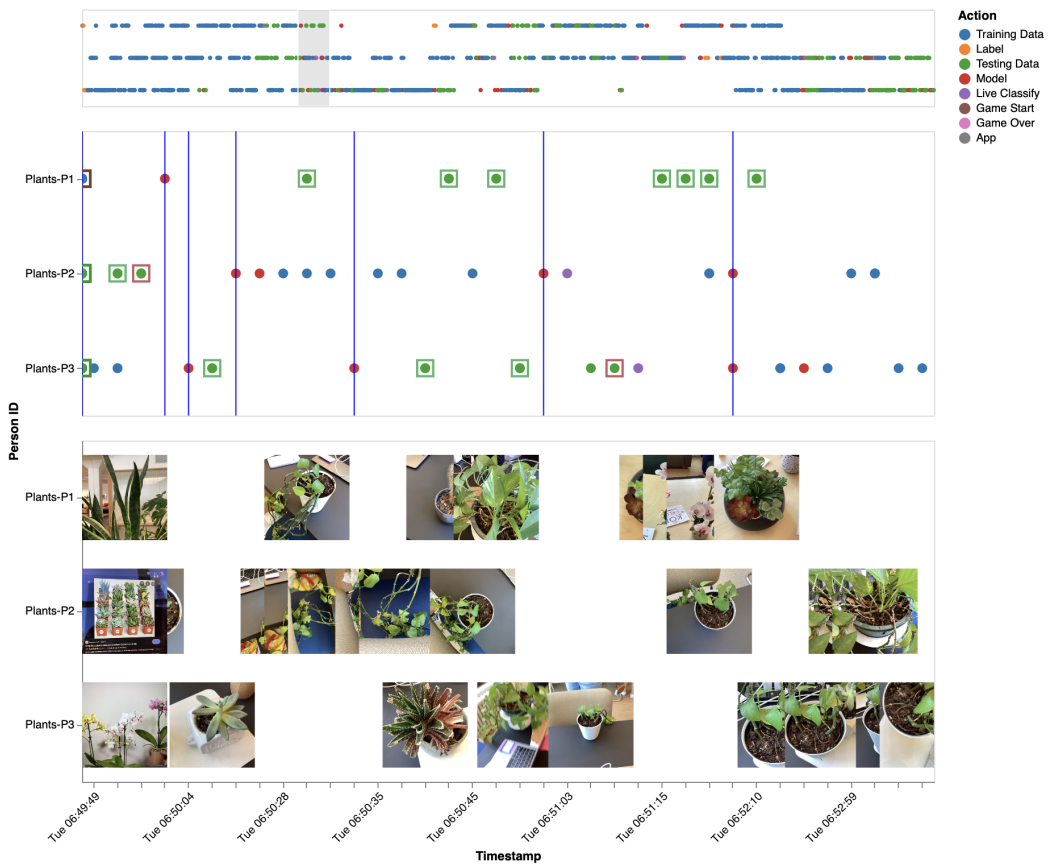 Action
Training Data
Label
Testing Data
Model
Live Classify
Game Start
Game Over
App
Plants-P1
Plants-P2
Plants-P3
Person ID
Plants-P1
Plants-P2
Plants-P3
Tue 06:49:49
Tue 06:50:04
Tue 06:50:28
Tue 06:50:35
Tue 06:50:45
Tue 06:51:03
Tue 06:51:15
Tue 06:52:10
Tue 06:52:59
Timestamp